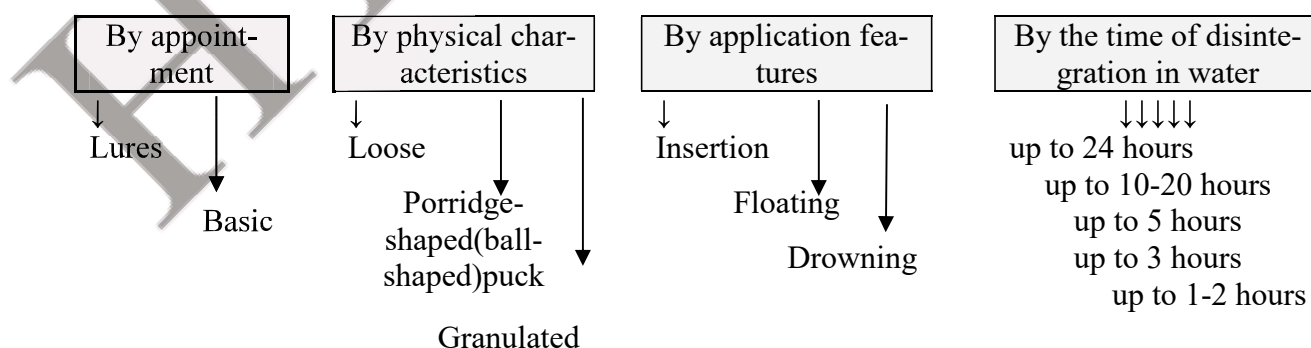 By appoint-
ment
By physical char-
acteristics
By application fea-
tures
By the time of disinte-
gration in water
↓
↓
↓
↓↓↓↓↓
Lures
Loose
Insertion
up to 24 hours
Basic
Porridge-
shaped(ball-
shaped)puck
Granulated
Floating
Drowning
up to 10-20 hours
up to 5 hours
up to 3 hours
up to 1-2 hours